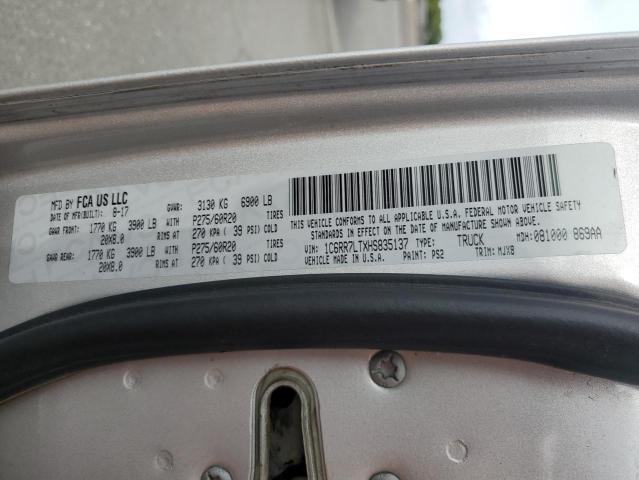 MFD BY FCA US LLC GVWR: 3130 KG 6900 LB
DATE OF MFR(BUILT): 8-17
GAWR FRONT: 1770 KG 3900 LB WITH P275/60R20 TIRES
20X8.0 RIMS AT 270 KPA ( 39 PSI) COLD
GAWR REAR: 1770 KG 3900 LB WITH P275/60R20 TIRES
20X8.0 RIMS AT 270 KPA ( 39 PSI) COLD
THIS VEHICLE CONFORMS TO ALL APPLICABLE U.S.A. FEDERAL MOTOR VEHICLE SAFETY
STANDARDS IN EFFECT ON THE DATE OF MANUFACTURE SHOWN ABOVE.
VIN: 1C6RR7LTXHS835137 TYPE: TRUCK MDH: 081000 869AA
VEHICLE MADE IN U.S.A. PAINT: PS2 TRIM: MJX8